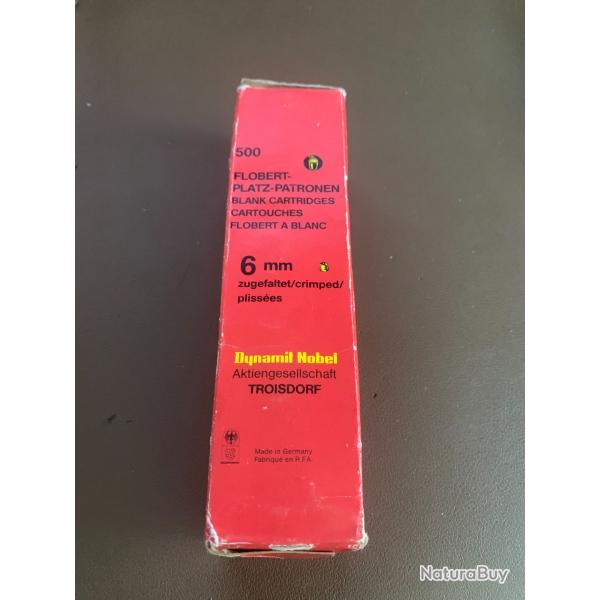 500
FLOBERT-
PLATZ-PATRONEN
BLANK CARTRIDGES
CARTOUCHES
FLOBERT A BLANC
6 mm
zugefaltet/crimped/
plissées
Dynamit Nobel
Aktiengesellschaft
TROISDORF
Made in Germany
Fabriqué en R.F.A.
NaturaBuy